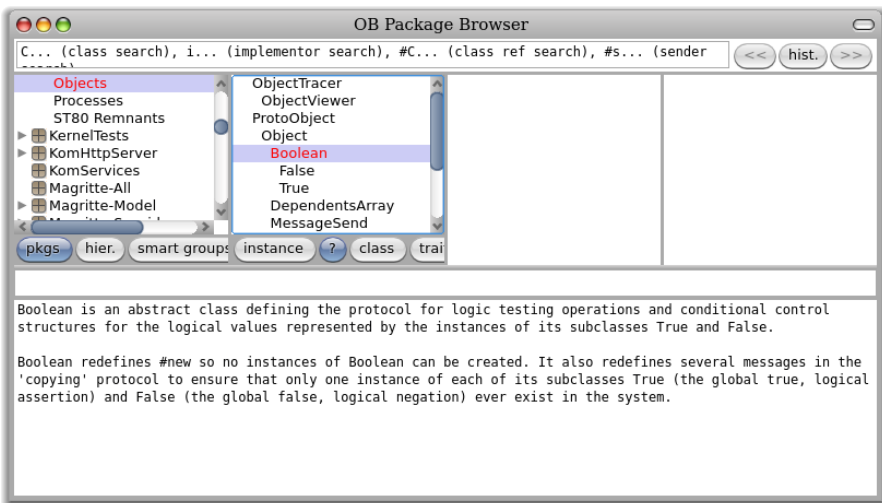 OB Package Browser
C... (class search), i... (implementor search), #C... (class ref search), #s... (sender
<< hist. >>
Objects
Processes
ST80 Remnants
KernelTests
KomHttpServer
KomServices
Magritte-All
Magritte-Model
ObjectTracer
ObjectViewer
ProtoObject
Object
Boolean
False
True
DependentsArray
MessageSend
pkgs hier. smart groups
instance ? class
Boolean is an abstract class defining the protocol for logic testing operations and conditional control
structures for the logical values represented by the instances of its subclasses True and False.
Boolean redefines #new so no instances of Boolean can be created. It also redefines several messages in the
'copying' protocol to ensure that only one instance of each of its subclasses True (the global true, logical
assertion) and False (the global false, logical negation) ever exist in the system.